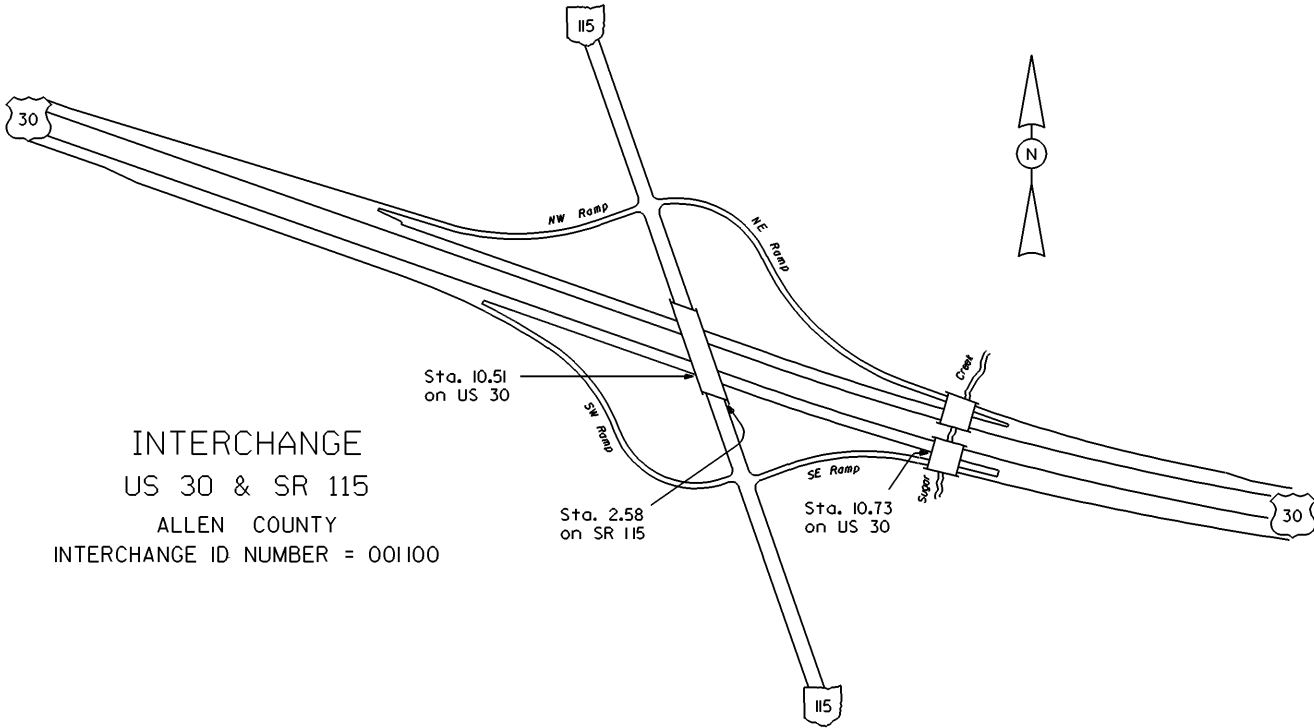 115
30
N
NW Ramp
NE Ramp
Creek
Sta. 10.51
on US 30
SW Ramp
INTERCHANGE
US 30 & SR 115
ALLEN COUNTY
INTERCHANGE ID NUMBER = 001100
SE Ramp
Sugar
Sta. 2.58
on SR 115
Sta. 10.73
on US 30
30
115